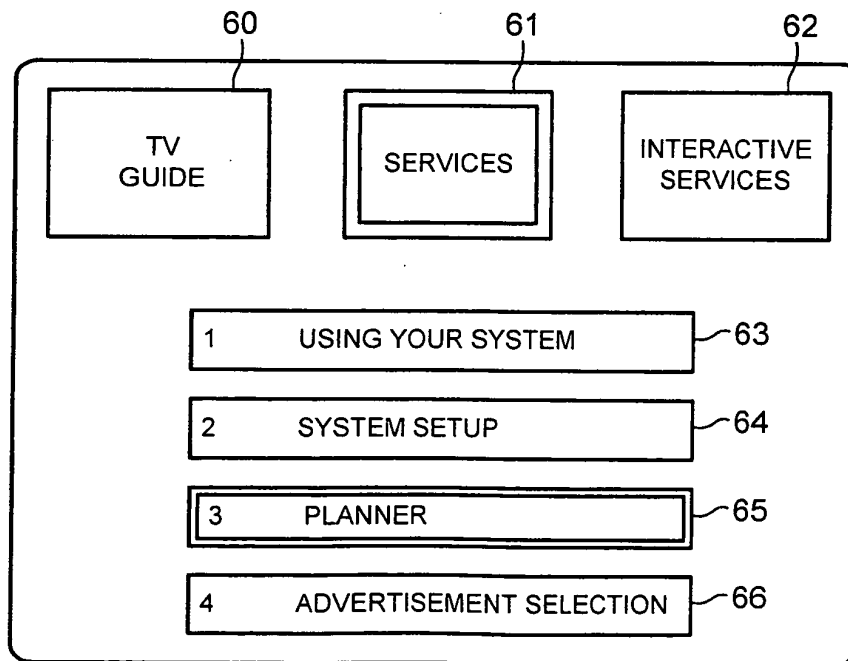 60
61
62
TV
GUIDE
SERVICES
INTERACTIVE
SERVICES
1 USING YOUR SYSTEM
63
2 SYSTEM SETUP
64
3 PLANNER
65
4 ADVERTISEMENT SELECTION
66